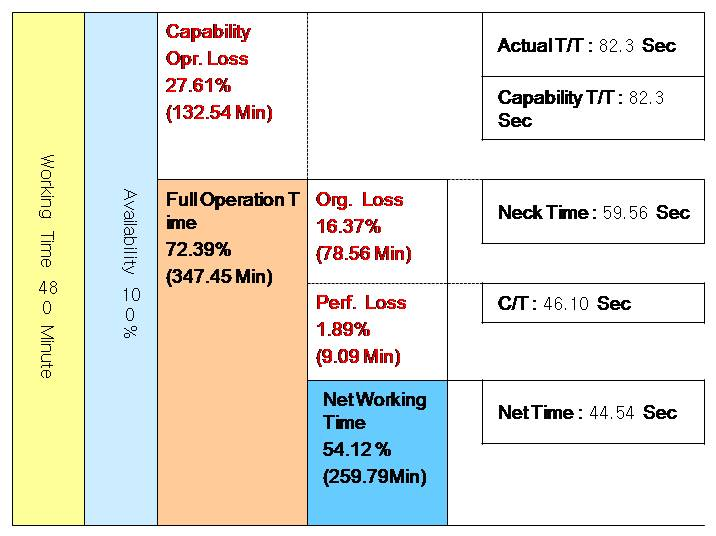 Working Time 48
0 Minute
Availability 10
0%
Capability
Opr. Loss
27.61%
(132.54 Min)
Full Operation T
ime
72.39%
(347.45 Min)
Org. Loss
16.37%
(78.56 Min)
Perf. Loss
1.89%
(9.09 Min)
Net Working
Time
54.12 %
(259.79Min)
Actual T/T : 82.3 Sec
Capability T/T : 82.3
Sec
Neck Time : 59.56 Sec
C/T : 46.10 Sec
Net Time : 44.54 Sec